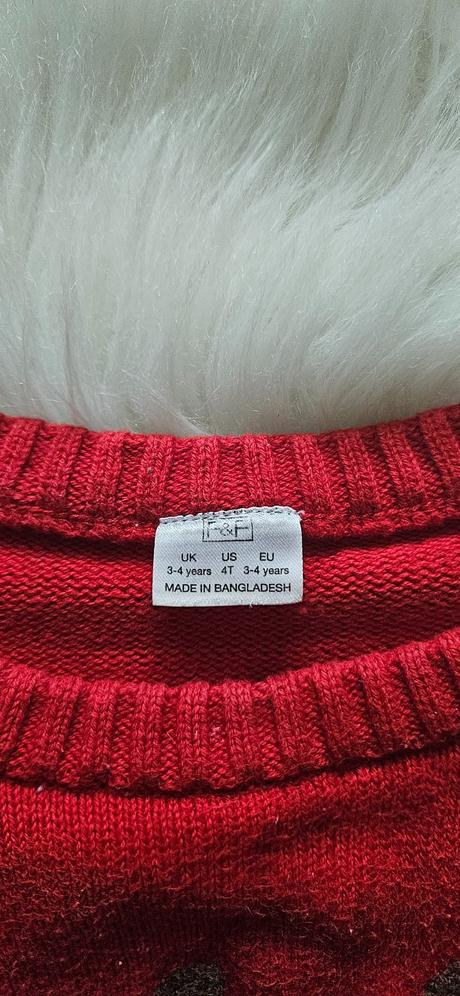 F&F
UK US EU
3-4 years 4T 3-4 years
MADE IN BANGLADESH